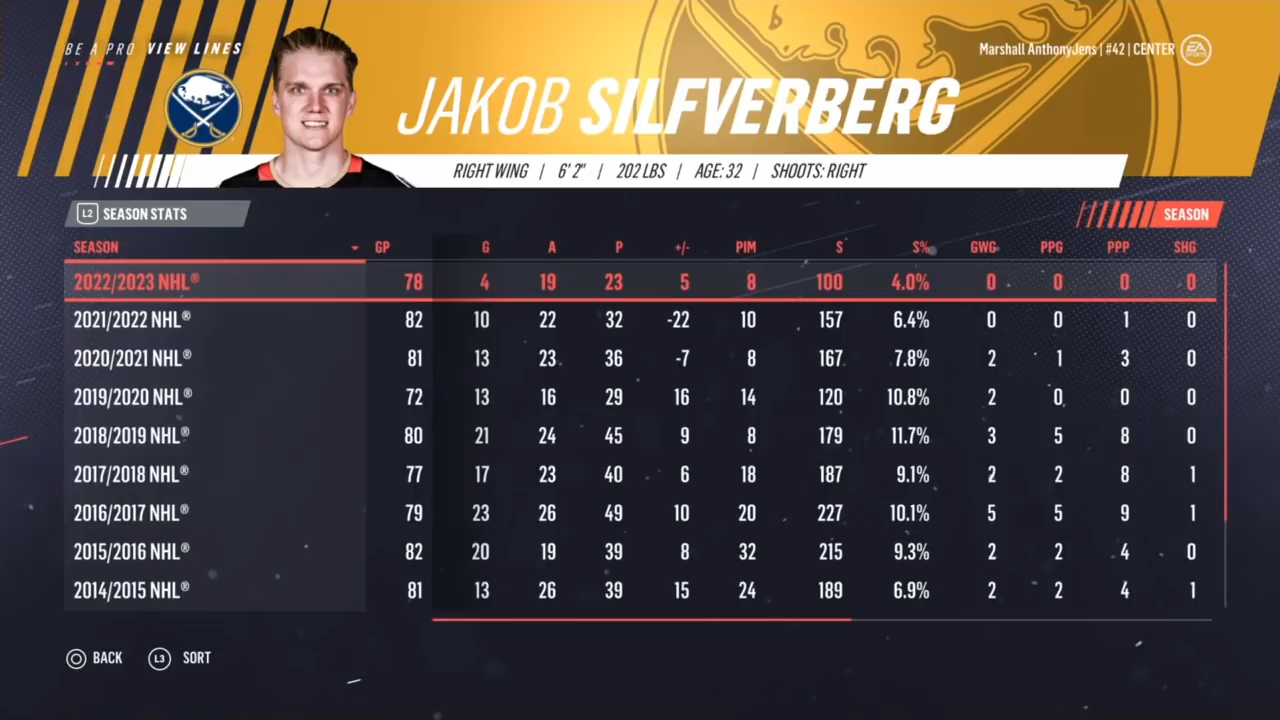 BE A PRO VIEW LINES
Marshall AnthonyJens | #42 | CENTER EA SPORTS
JAKOB SILFVERBERG
RIGHT WING / 6' 2" / 202 LBS / AGE: 32 / SHOOTS: RIGHT
L2 SEASON STATS
SEASON
SEASON GP G A P +/- PIM S S% GWG PPG PPP SHG
2022/2023 NHL® 78 4 19 23 5 8 100 4.0% 0 0 0 0
2021/2022 NHL® 82 10 22 32 -22 10 157 6.4% 0 0 1 0
2020/2021 NHL® 81 13 23 36 -7 8 167 7.8% 2 1 3 0
2019/2020 NHL® 72 13 16 29 16 14 120 10.8% 2 0 0 0
2018/2019 NHL® 80 21 24 45 9 8 179 11.7% 3 5 8 0
2017/2018 NHL® 77 17 23 40 6 18 187 9.1% 2 2 8 1
2016/2017 NHL® 79 23 26 49 10 20 227 10.1% 5 5 9 1
2015/2016 NHL® 82 20 19 39 8 32 215 9.3% 2 2 4 0
2014/2015 NHL® 81 13 26 39 15 24 189 6.9% 2 2 4 1
BACK L3 SORT